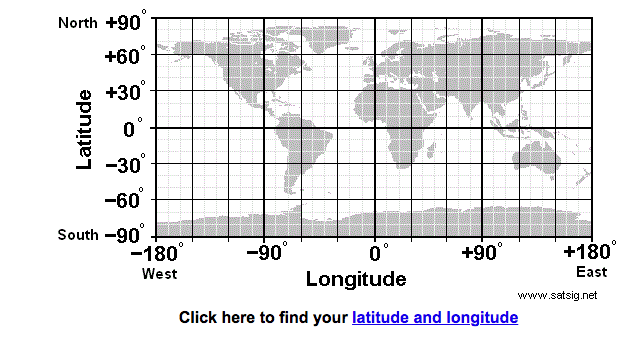 North +90°
+60°
+30°
Latitude
0°
−30°
−60°
South −90°
−180° −90° 0° +90° +180°
West Longitude East
www.satsig.net
Click here to find your latitude and longitude